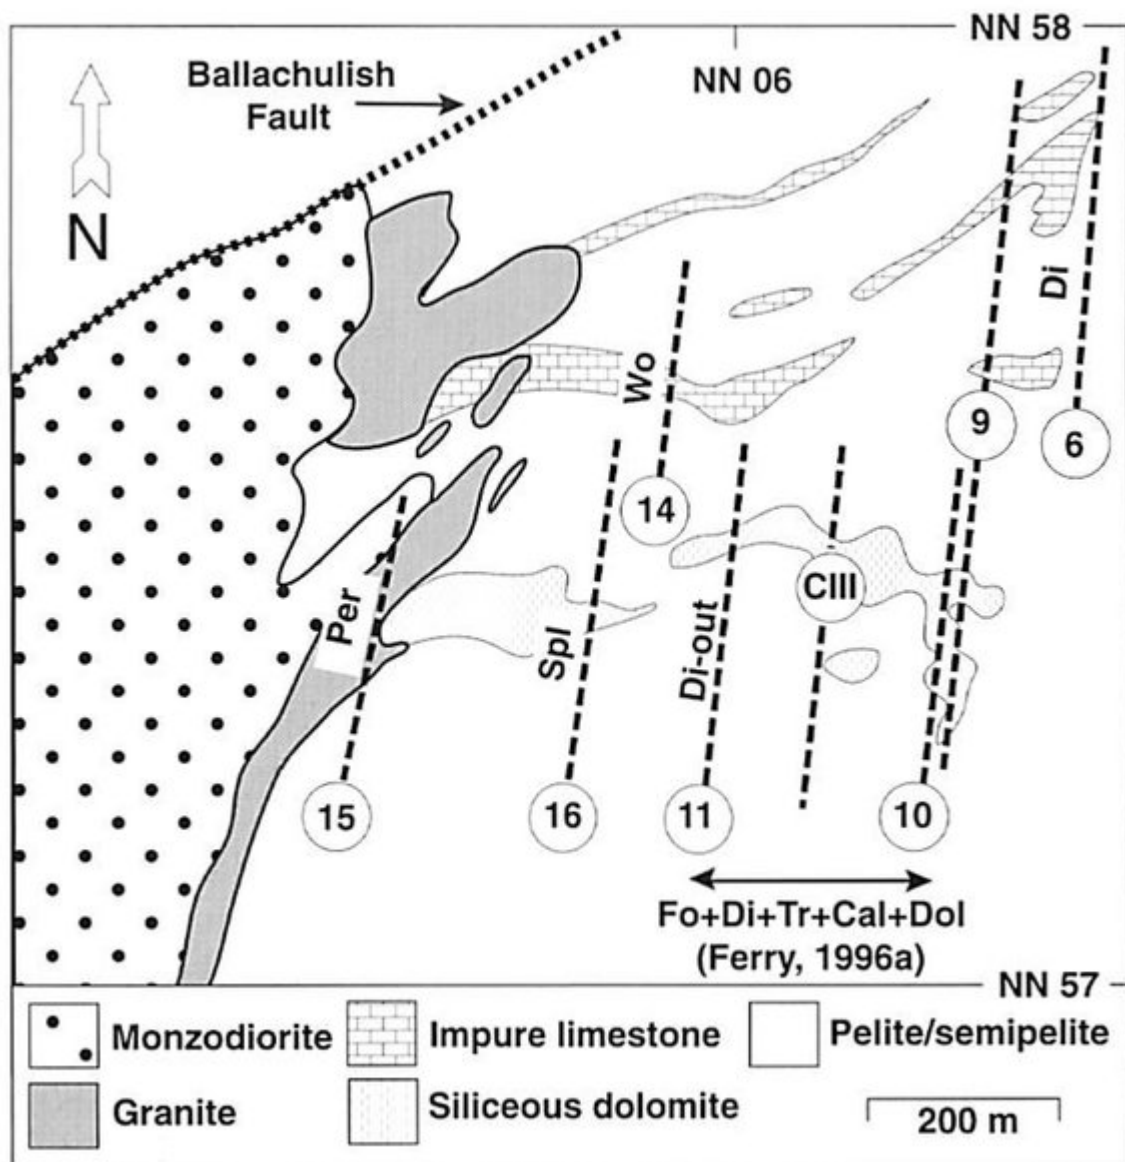 NN 58
Ballachulish
Fault
NN 06
N
Di
Wo
9
6
14
CIII
Per
Spl
Di-out
15
16
11
10
Fo+Di+Tr+Cal+Dol
(Ferry, 1996a)
NN 57
Monzodiorite
Impure limestone
Pelite/semipelite
Granite
Siliceous dolomite
200 m